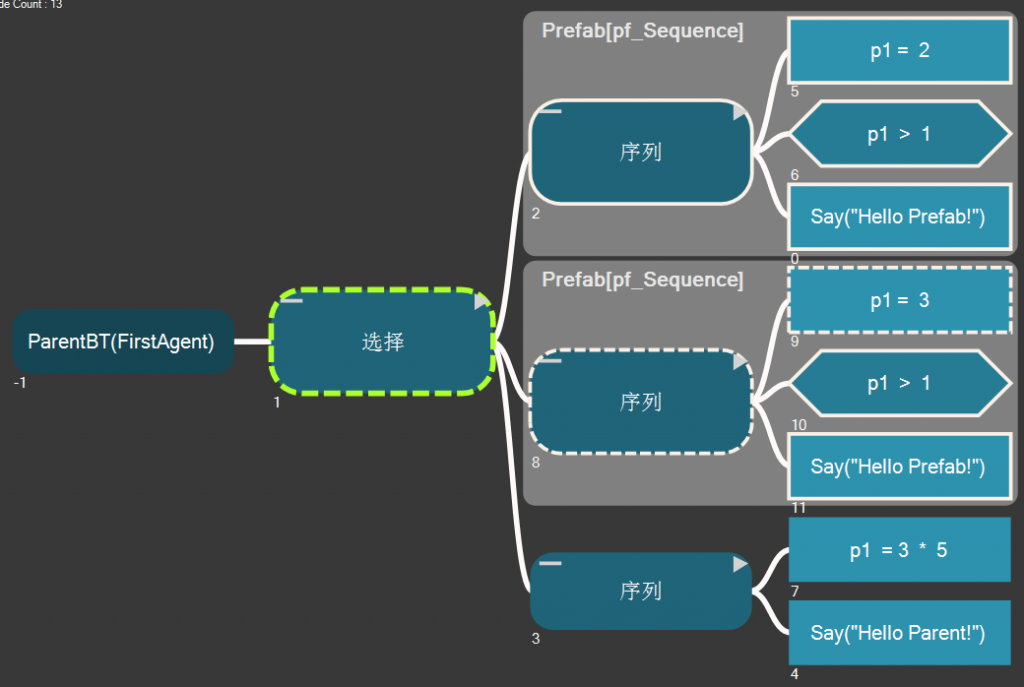 de Count : 13
Prefab[pf_Sequence]
p1 = 2
5
p1 > 1
6
序列
2
Say("Hello Prefab!")
0
Prefab[pf_Sequence]
p1 = 3
9
ParentBT(FirstAgent)
-1
选择
1
p1 > 1
10
序列
8
Say("Hello Prefab!")
11
p1 = 3 * 5
7
序列
3
Say("Hello Parent!")
4